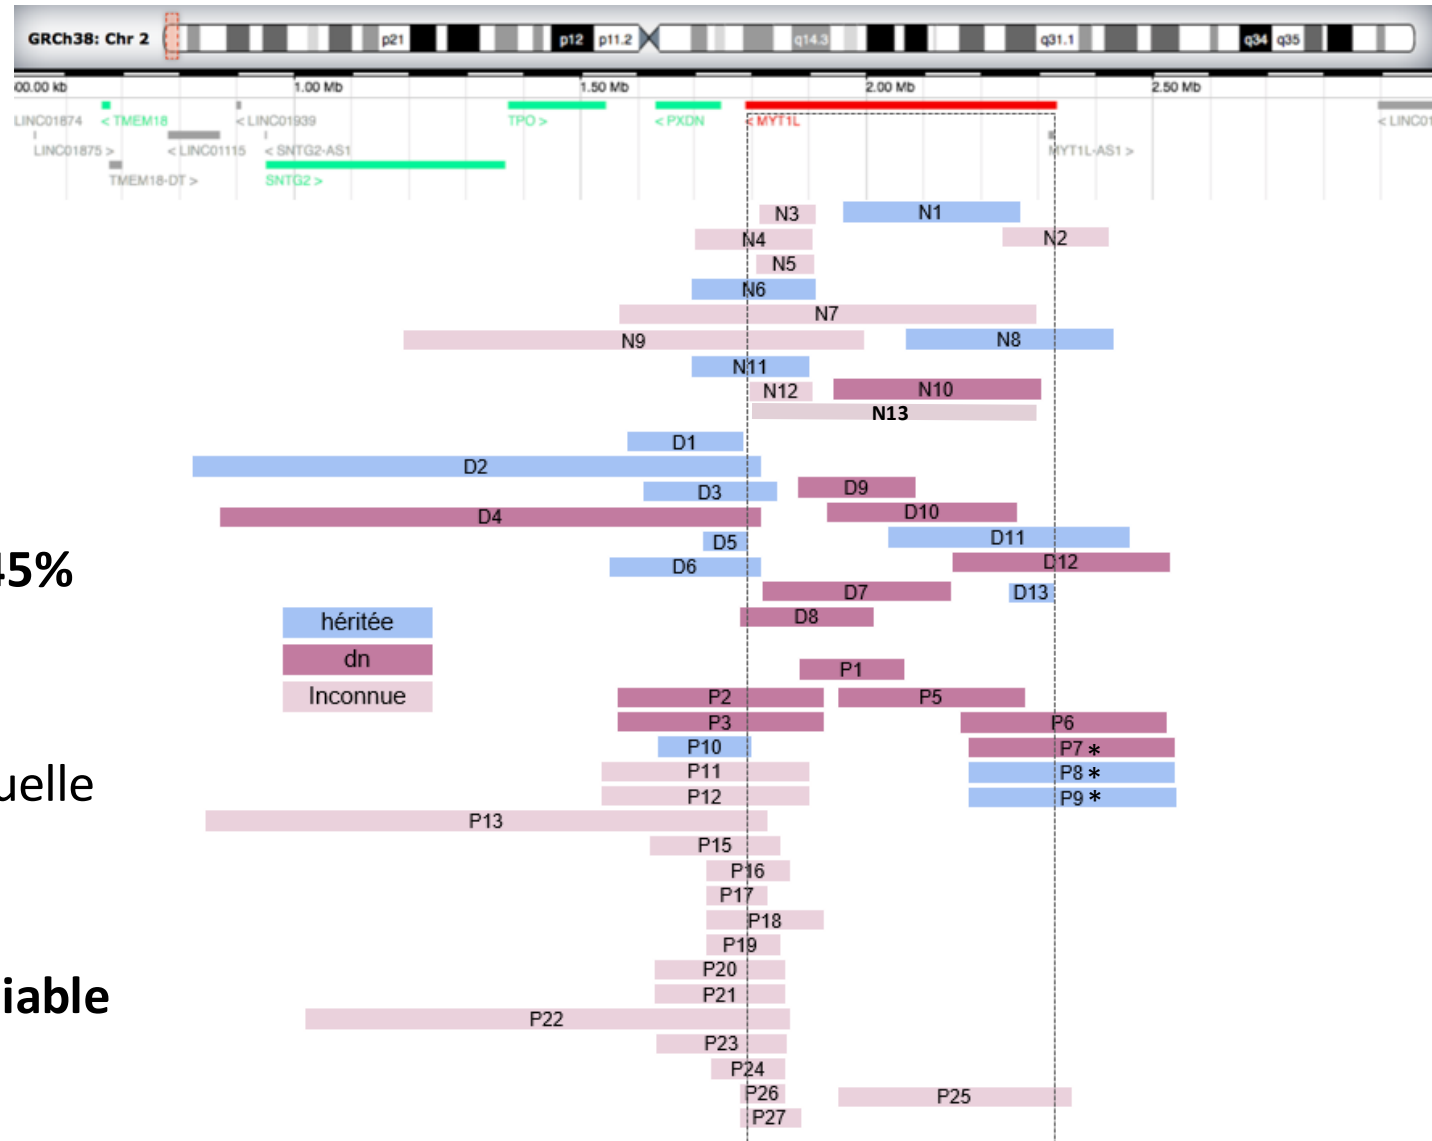 GRCh38: Chr 2 p21 p12 p11.2 q14.3 q31.1 q34 q35
00.00 kb 1.00 Mb 1.50 Mb 2.00 Mb 2.50 Mb
LINC01874 < TMEM18 < LINC01939 TPO > < PXDN < MYT1L < LINC01
LINC01875 > < LINC01115 < SNTG2-AS1 MYT1L-AS1 >
TMEM18-DT > SNTG2 >
N3 N1
N4 N2
N5
N6
N7
N9 N8
N11
N12 N10
N13
D1
D2
D3 D9
D4 D10
D5 D11
45%
D6 D12
D7 D13
héritée D8
dn P1
Inconnue P2 P5
P3 P6
P10 P7 *
uelle P11 P8 *
P12 P9 *
P13
P15
P16
P17
P18
P19
P20
iable P21
P22
P23
P24
P26 P25
P27